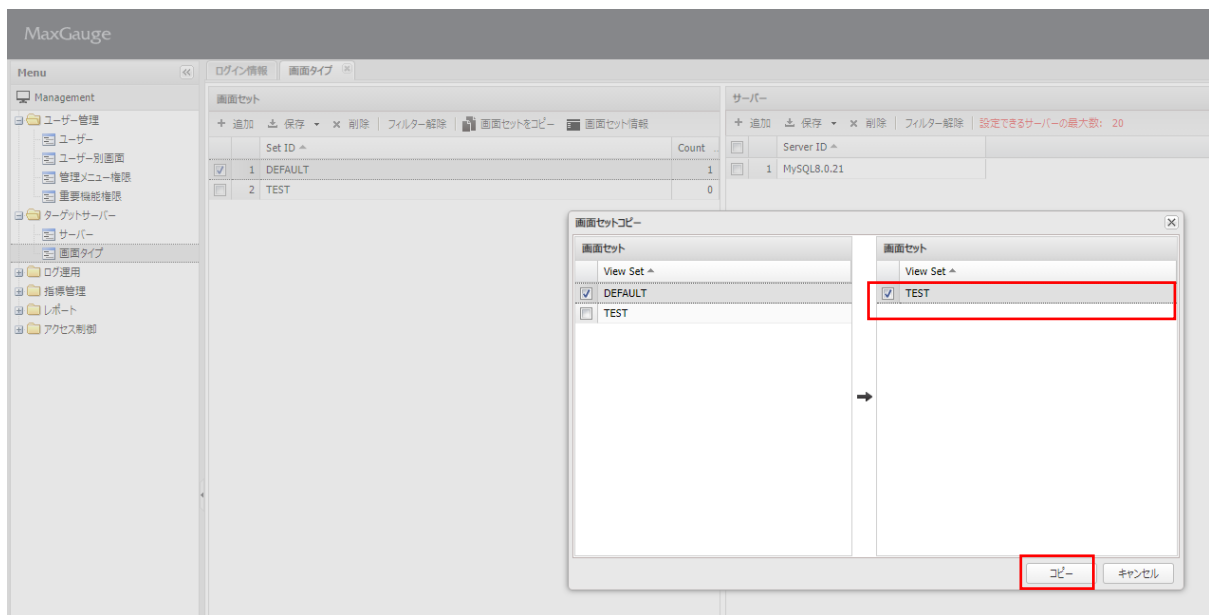 MaxGauge
Menu
ログイン情報 画面タイプ
Management
ユーザー管理
ユーザー
ユーザー別画面
管理メニュー権限
重要機能権限
ターゲットサーバー
サーバー
画面タイプ
ログ運用
指標管理
レポート
アクセス制御
画面セット
+ 追加 保存 × 削除 フィルター解除 画面セットをコピー 画面セット情報
Set ID Count ..
1 DEFAULT 1
2 TEST 0
サーバー
+ 追加 保存 × 削除 フィルター解除 設定できるサーバーの最大数: 20
Server ID
1 MySQL8.0.21
画面セットコピー
画面セット
View Set
DEFAULT
TEST
画面セット
View Set
TEST
コピー キャンセル